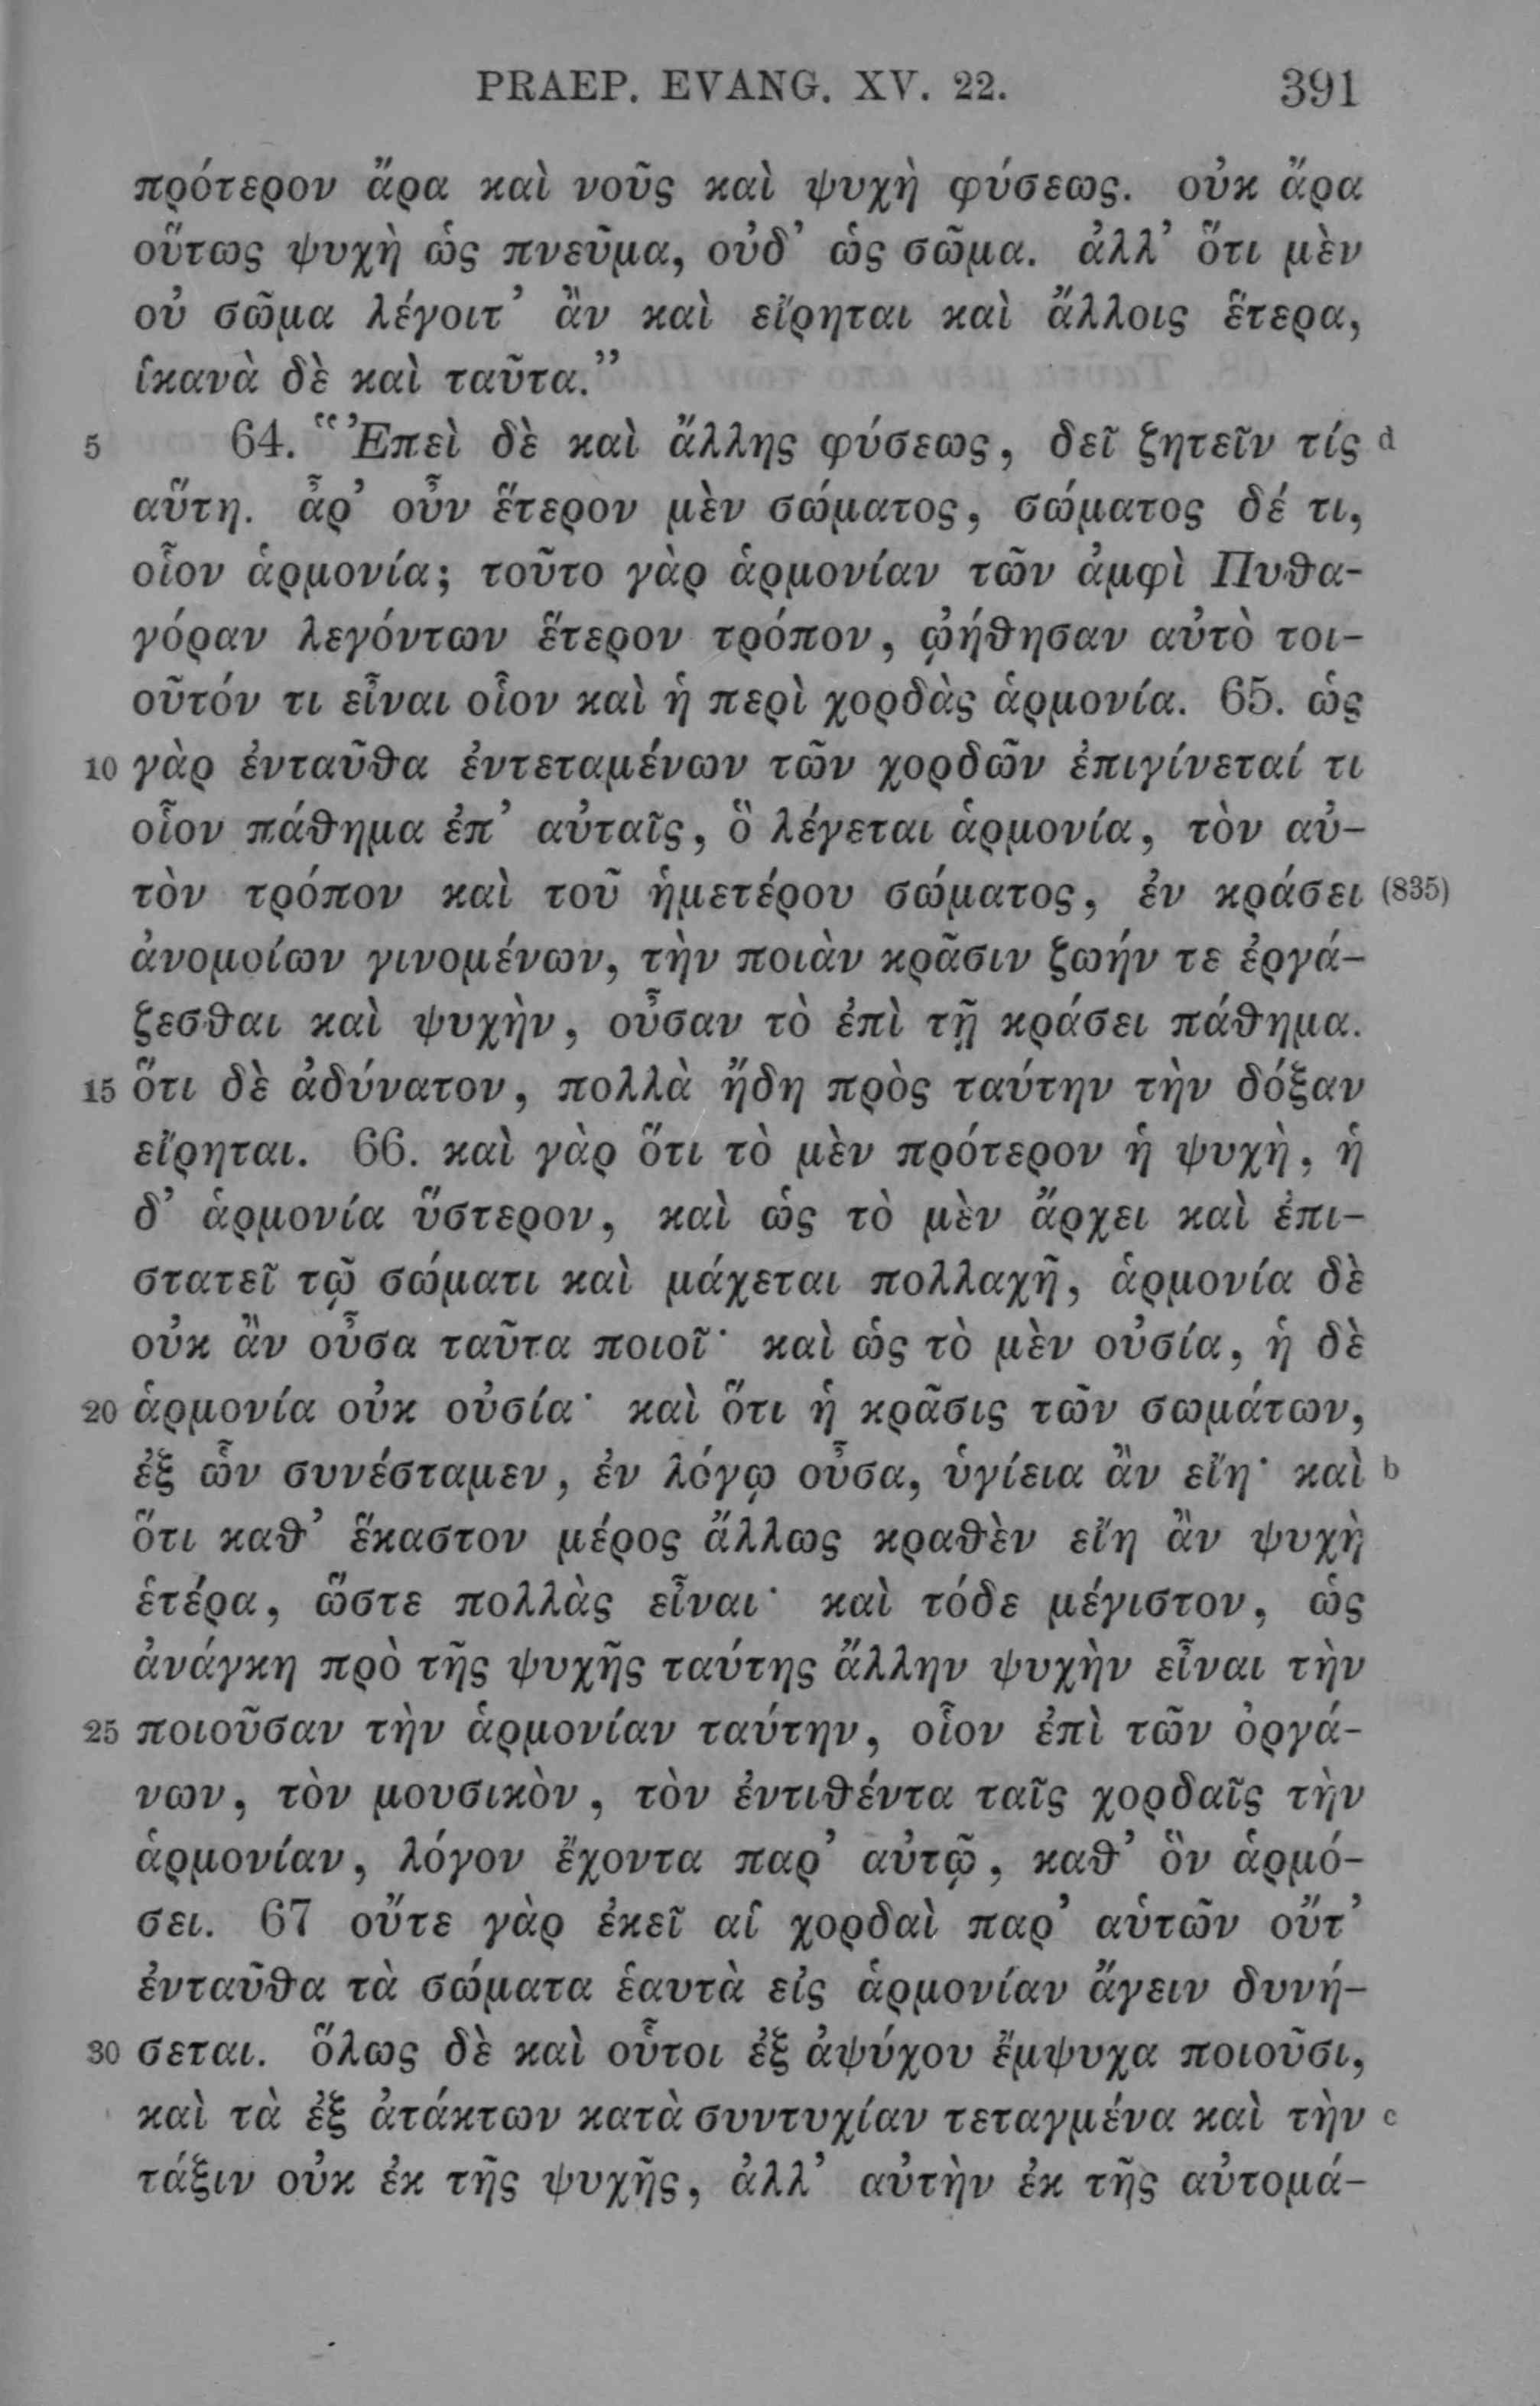 PRAEP. EVANG. XV. 22. 391
πρότερον ἄρα καὶ νοῦς καὶ ψυχὴ φύσεως. οὐκ ἄρα
οὕτως ψυχὴ ὡς πνεῦμα, οὐδ’ ὡς σῶμα. ἀλλ’ ὅτι μὲν
οὐ σῶμα λέγοιτ’ ἂν καὶ εἴρηται καὶ ἄλλοις ἕτερα,
ἱκανὰ δὲ καὶ ταῦτα.”
5 64. “Ἐπεὶ δὲ καὶ ἄλλης φύσεως, δεῖ ζητεῖν τίς d
αὕτη. ἆρ’ οὖν ἕτερον μὲν σώματος, σώματος δέ τι,
οἷον ἁρμονία; τοῦτο γὰρ ἁρμονίαν τῶν ἀμφὶ Πυθα-
γόραν λεγόντων ἕτερον τρόπον, ᾠήθησαν αὐτὸ τοι-
οῦτόν τι εἶναι οἷον καὶ ἡ περὶ χορδὰς ἁρμονία. 65. ὡς
10 γὰρ ἐνταῦθα ἐντεταμένων τῶν χορδῶν ἐπιγίνεταί τι
οἷον πάθημα ἐπ’ αὐταῖς, ὃ λέγεται ἁρμονία, τὸν αὐ-
τὸν τρόπον καὶ τοῦ ἡμετέρου σώματος, ἐν κράσει (835)
ἀνομοίων γινομένων, τὴν ποιὰν κρᾶσιν ζωήν τε ἐργά-
ζεσθαι καὶ ψυχὴν, οὖσαν τὸ ἐπὶ τῇ κράσει πάθημα.
15 ὅτι δὲ ἀδύνατον, πολλὰ ἤδη πρὸς ταύτην τὴν δόξαν
εἴρηται. 66. καὶ γὰρ ὅτι τὸ μὲν πρότερον ἡ ψυχὴ, ἡ
δ’ ἁρμονία ὕστερον, καὶ ὡς τὸ μὲν ἄρχει καὶ ἐπι-
στατεῖ τῷ σώματι καὶ μάχεται πολλαχῆ, ἁρμονία δὲ
οὐκ ἂν οὖσα ταῦτα ποιοῖ· καὶ ὡς τὸ μὲν οὐσία, ἡ δὲ
20 ἁρμονία οὐκ οὐσία· καὶ ὅτι ἡ κρᾶσις τῶν σωμάτων,
ἐξ ὧν συνέσταμεν, ἐν λόγῳ οὖσα, ὑγίεια ἂν εἴη· καὶ b
ὅτι καθ’ ἕκαστον μέρος ἄλλως κραθὲν εἴη ἂν ψυχὴ
ἑτέρα, ὥστε πολλὰς εἶναι· καὶ τόδε μέγιστον, ὡς
ἀνάγκη πρὸ τῆς ψυχῆς ταύτης ἄλλην ψυχὴν εἶναι τὴν
25 ποιοῦσαν τὴν ἁρμονίαν ταύτην, οἷον ἐπὶ τῶν ὀργά-
νων, τὸν μουσικὸν, τὸν ἐντιθέντα ταῖς χορδαῖς τὴν
ἁρμονίαν, λόγον ἔχοντα παρ’ αὐτῷ, καθ’ ὃν ἁρμό-
σει. 67 οὔτε γὰρ ἐκεῖ αἱ χορδαὶ παρ’ αὑτῶν οὔτ’
ἐνταῦθα τὰ σώματα ἑαυτὰ εἰς ἁρμονίαν ἄγειν δυνή-
30 σεται. ὅλως δὲ καὶ οὗτοι ἐξ ἀψύχου ἔμψυχα ποιοῦσι,
καὶ τὰ ἐξ ἀτάκτων κατὰ συντυχίαν τεταγμένα καὶ τὴν c
τάξιν οὐκ ἐκ τῆς ψυχῆς, ἀλλ’ αὐτὴν ἐκ τῆς αὐτομά-